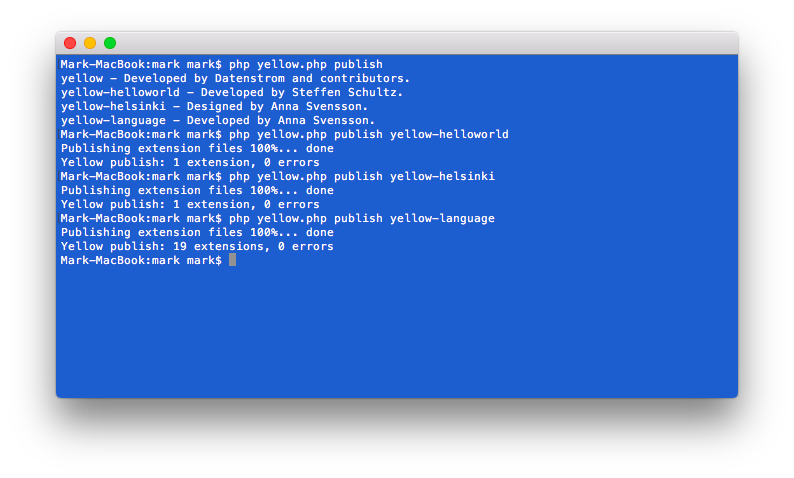 Mark-MacBook:mark mark$ php yellow.php publish
yellow - Developed by Datenstrom and contributors.
yellow-helloworld - Developed by Steffen Schultz.
yellow-helsinki - Designed by Anna Svensson.
yellow-language - Developed by Anna Svensson.
Mark-MacBook:mark mark$ php yellow.php publish yellow-helloworld
Publishing extension files 100%... done
Yellow publish: 1 extension, 0 errors
Mark-MacBook:mark mark$ php yellow.php publish yellow-helsinki
Publishing extension files 100%... done
Yellow publish: 1 extension, 0 errors
Mark-MacBook:mark mark$ php yellow.php publish yellow-language
Publishing extension files 100%... done
Yellow publish: 19 extensions, 0 errors
Mark-MacBook:mark mark$